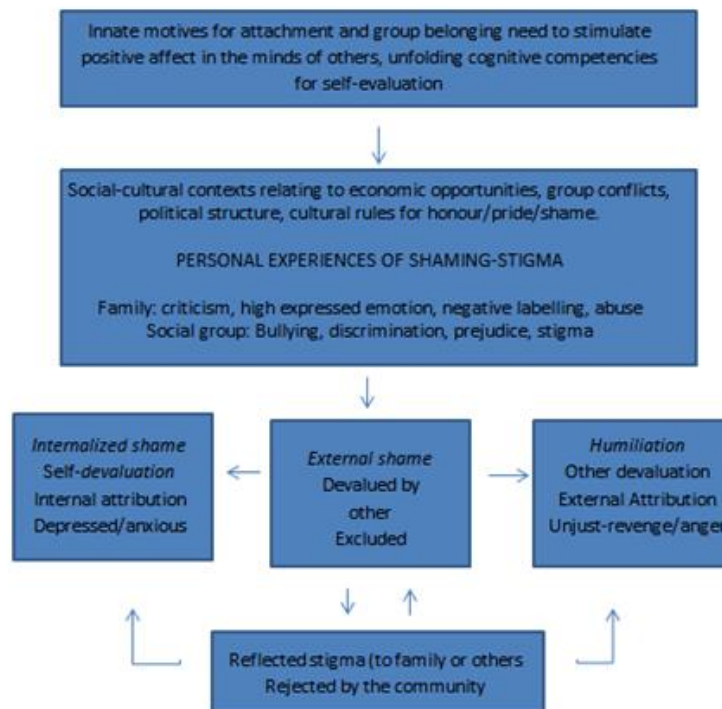 Innate motives for attachment and group belonging need to stimulate
positive affect in the minds of others, unfolding cognitive competencies
for self-evaluation
Social-cultural contexts relating to economic opportunities, group conflicts,
political structure, cultural rules for honour/pride/shame.
PERSONAL EXPERIENCES OF SHAMING-STIGMA
Family: criticism, high expressed emotion, negative labelling, abuse
Social group: Bullying, discrimination, prejudice, stigma
Internalized shame
Self-devaluation
Internal attribution
Depressed/anxious
External shame
Devalued by
other
Excluded
Humiliation
Other devaluation
External Attribution
Unjust-revenge/anger
Reflected stigma (to family or others
Rejected by the community